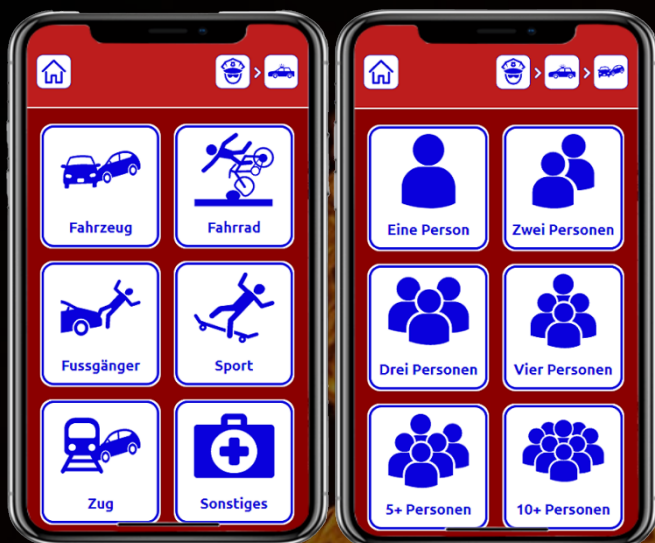 Fahrzeug
Fahrrad
Fussgänger
Sport
Zug
Sonstiges
Eine Person
Zwei Personen
Drei Personen
Vier Personen
5+ Personen
10+ Personen